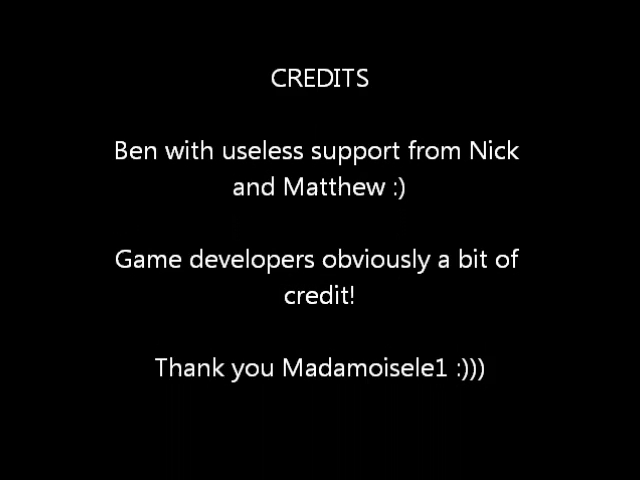 CREDITS
Ben with useless support from Nick
and Matthew :)
Game developers obviously a bit of
credit!
Thank you Madamoisele1 :)))